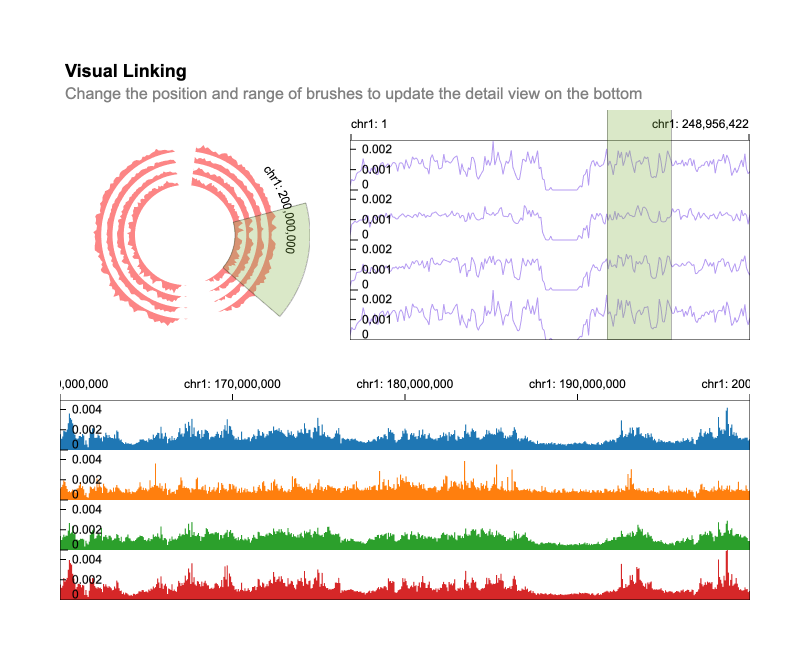 Visual Linking
Change the position and range of brushes to update the detail view on the bottom
chr1: 200,000,000
chr1: 1
chr1: 248,956,422
0.002
0.001
0
0.002
0.001
0
0.002
0.001
0
0.002
0.001
0
0,000,000
chr1: 170,000,000
chr1: 180,000,000
chr1: 190,000,000
chr1: 200
0.004
0.002
0
0.004
0.002
0
0.004
0.002
0
0.004
0.002
0